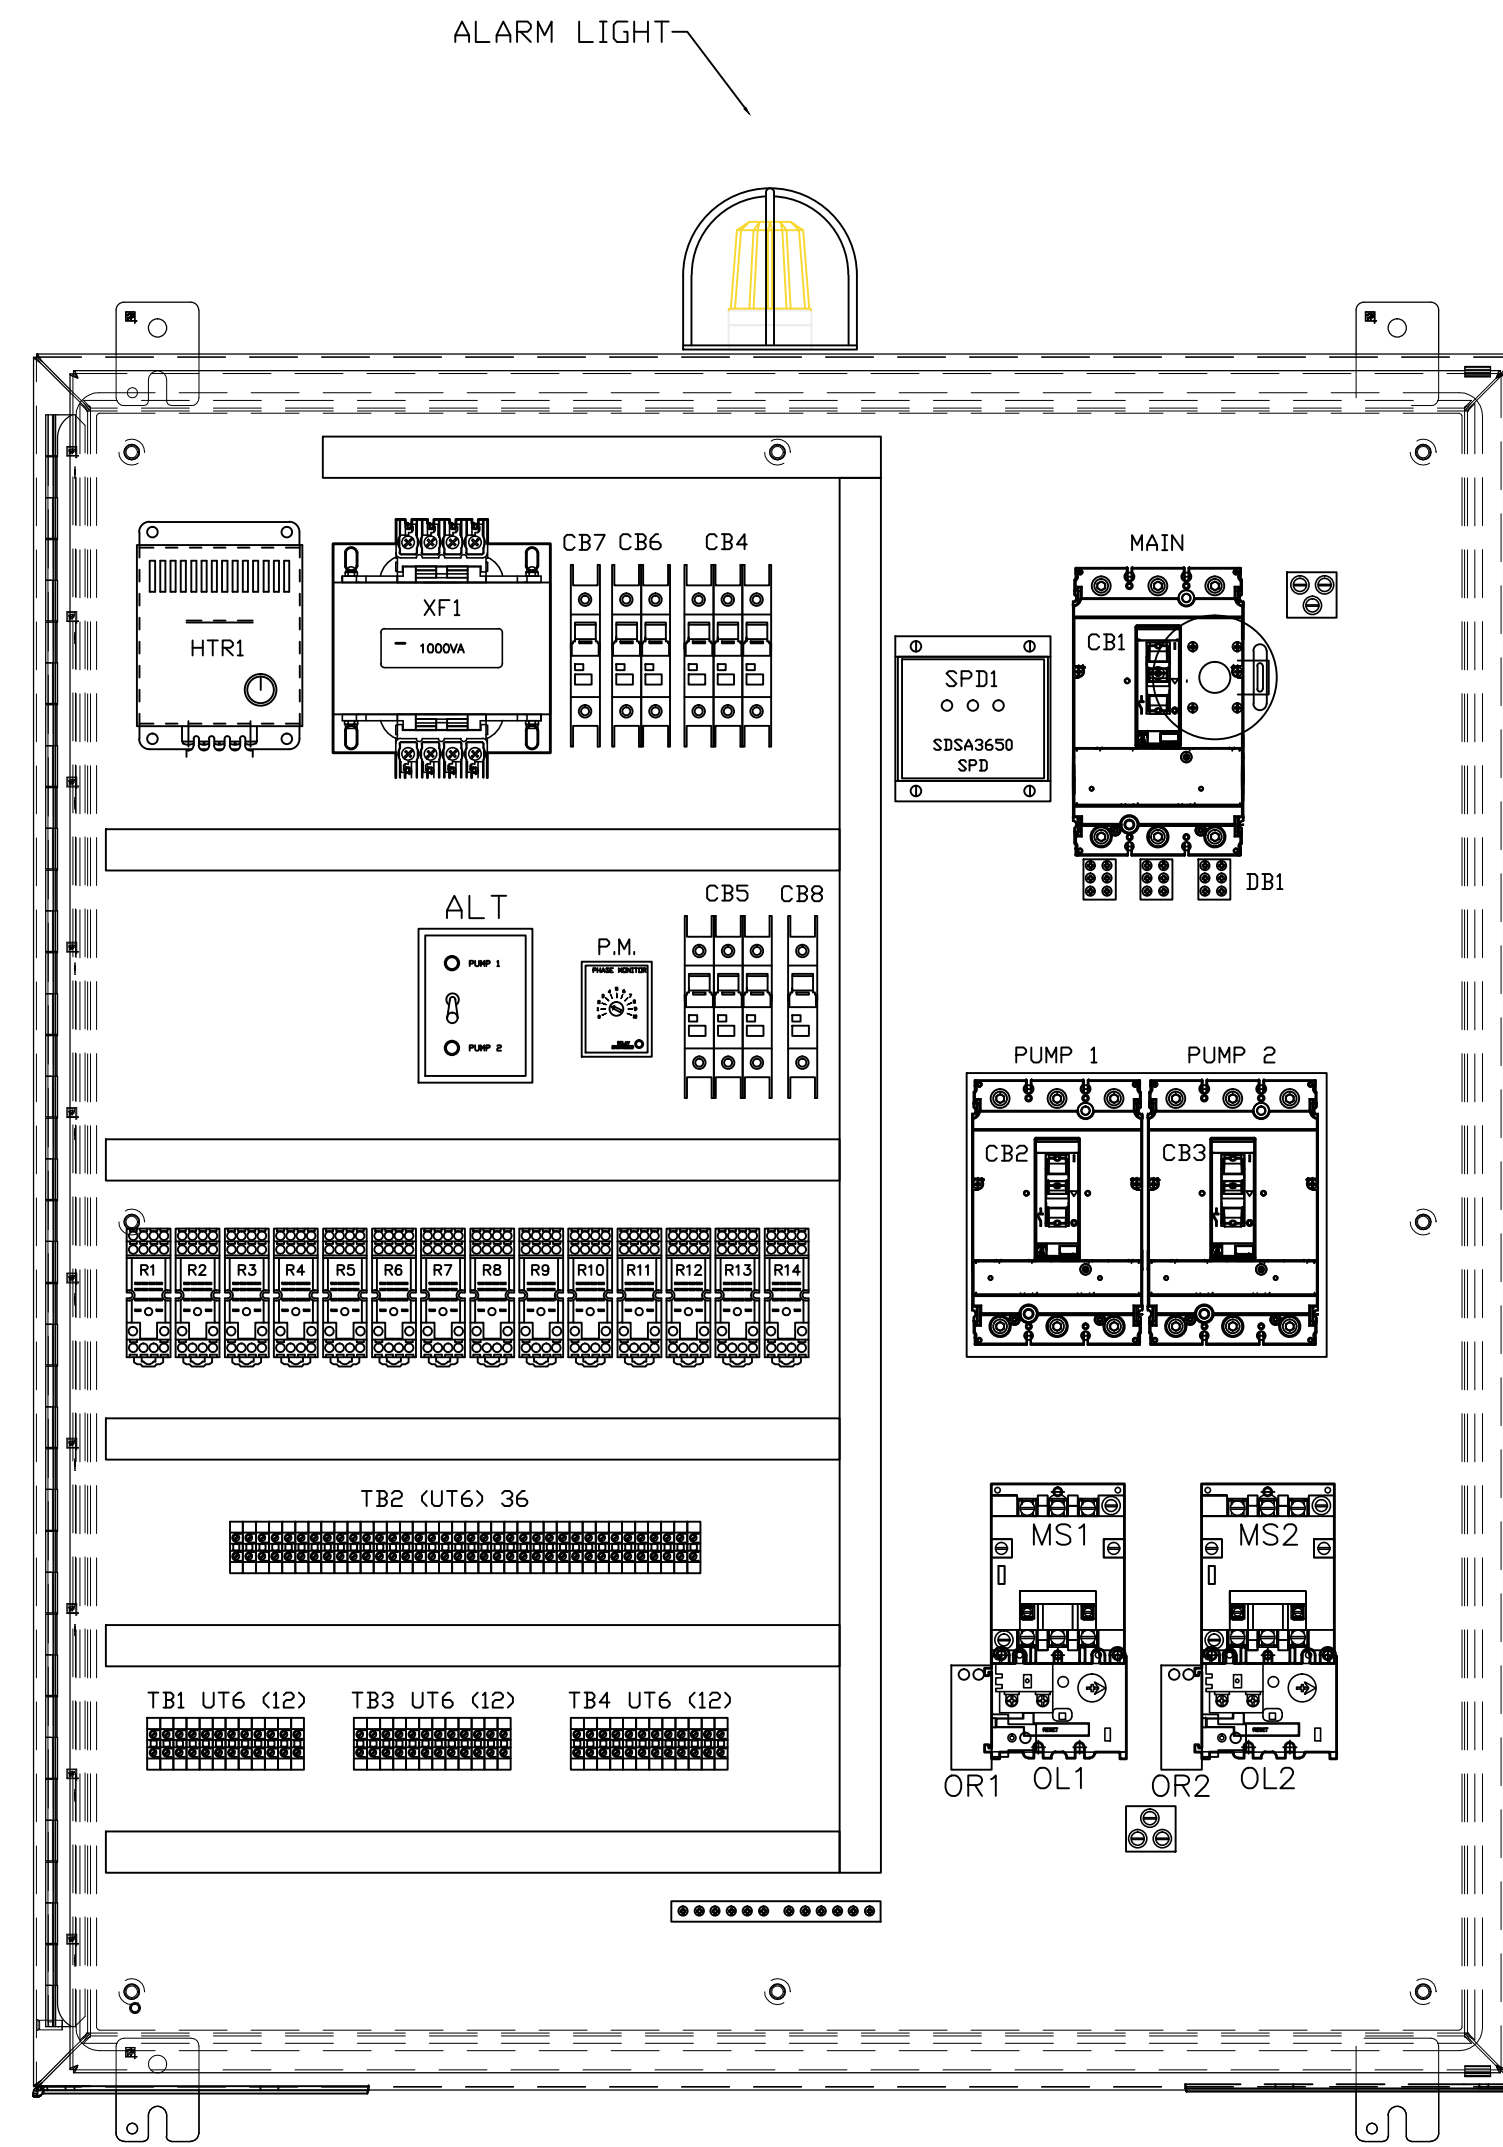 ALARM LIGHT
CB7 CB6 CB4
MAIN
HTR1
XF1
1000VA
CB1
SPD1
SDSA3650
SPD
DB1
ALT
PUMP 1
PUMP 2
P.M.
PHASE MONITOR
CB5 CB8
PUMP 1 PUMP 2
CB2 CB3
R1 R2 R3 R4 R5 R6 R7 R8 R9 R10 R11 R12 R13 R14
TB2 (UT6) 36
MS1 MS2
TB1 UT6 (12) TB3 UT6 (12) TB4 UT6 (12)
RESET RESET
OR1 OL1 OR2 OL2